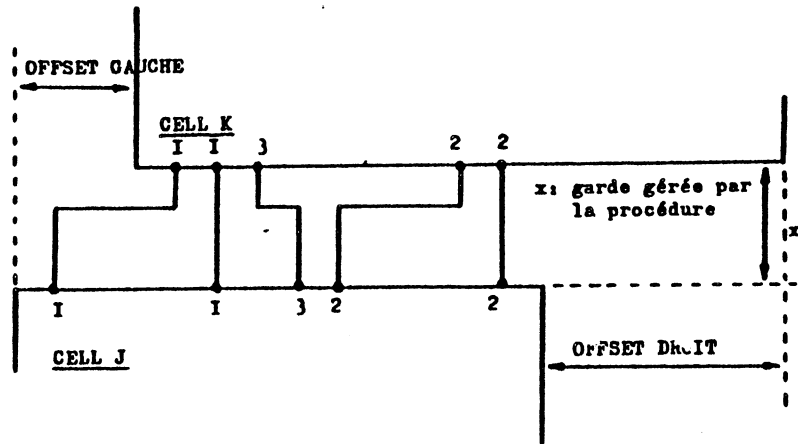 OFFSET GAUCHE
CELL K
I I 3 2 2
x: garde gérée par
la procédure
x
I I 3 2 2
CELL J
OFFSET DROIT